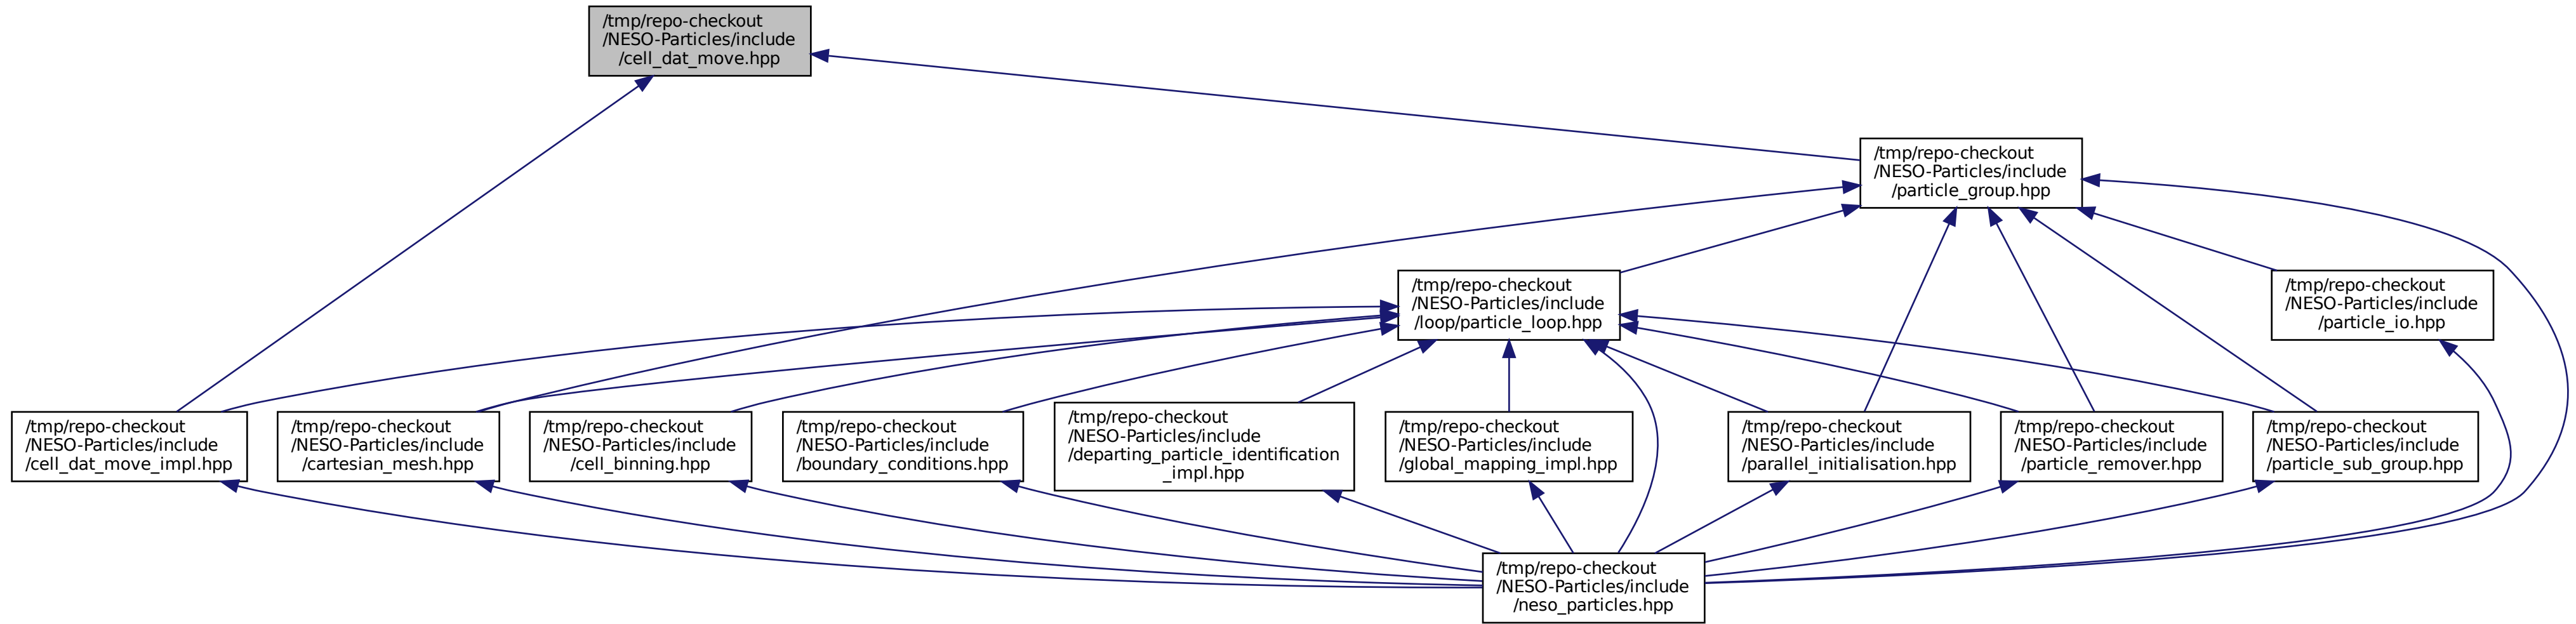 /tmp/repo-checkout
/NESO-Particles/include
/cell_dat_move.hpp
/tmp/repo-checkout
/NESO-Particles/include
/particle_group.hpp
/tmp/repo-checkout
/NESO-Particles/include
/loop/particle_loop.hpp
/tmp/repo-checkout
/NESO-Particles/include
/particle_io.hpp
/tmp/repo-checkout
/NESO-Particles/include
/cell_dat_move_impl.hpp
/tmp/repo-checkout
/NESO-Particles/include
/cartesian_mesh.hpp
/tmp/repo-checkout
/NESO-Particles/include
/cell_binning.hpp
/tmp/repo-checkout
/NESO-Particles/include
/boundary_conditions.hpp
/tmp/repo-checkout
/NESO-Particles/include
/departing_particle_identification
_impl.hpp
/tmp/repo-checkout
/NESO-Particles/include
/global_mapping_impl.hpp
/tmp/repo-checkout
/NESO-Particles/include
/parallel_initialisation.hpp
/tmp/repo-checkout
/NESO-Particles/include
/particle_remover.hpp
/tmp/repo-checkout
/NESO-Particles/include
/particle_sub_group.hpp
/tmp/repo-checkout
/NESO-Particles/include
/neso_particles.hpp